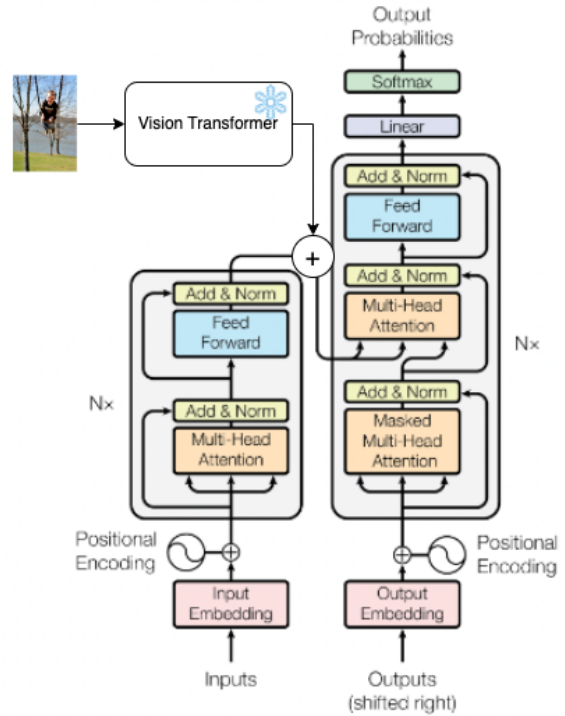 Output
Probabilities
Softmax
Linear
Vision Transformer
Add & Norm
Feed
Forward
Add & Norm
Multi-Head
Attention
Nx
Add & Norm
Masked
Multi-Head
Attention
+
Add & Norm
Feed
Forward
Nx
Add & Norm
Multi-Head
Attention
Positional
Encoding
Positional
Encoding
Input
Embedding
Output
Embedding
Inputs
Outputs
(shifted right)